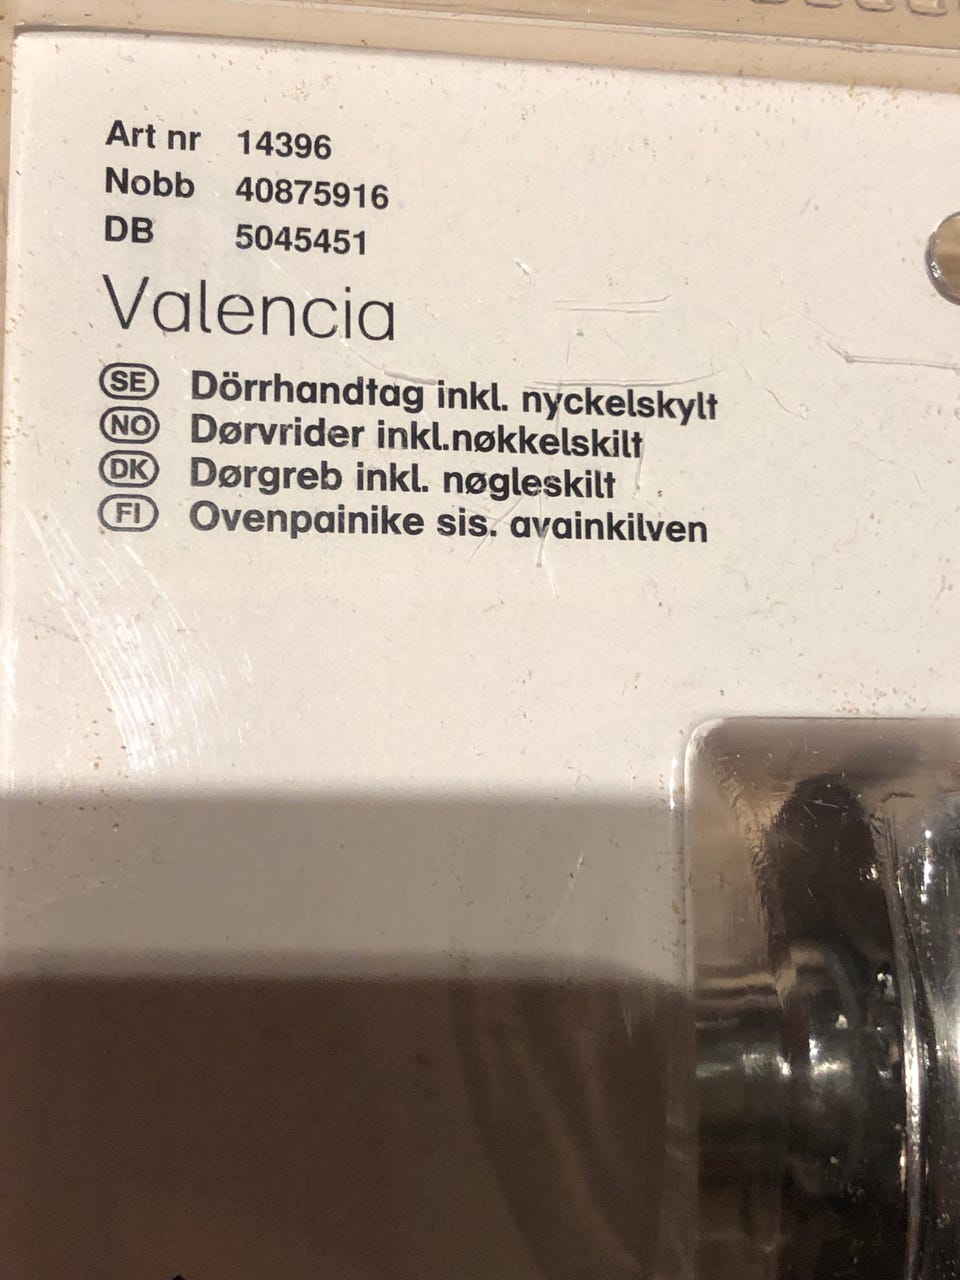 Art nr 14396
Nobb 40875916
DB 5045451
Valencia
SE Dörrhandtag inkl. nyckelskylt
NO Dørvrider inkl.nøkkelskilt
DK Dørgreb inkl. nøgleskilt
FI Ovenpainike sis. avainkilven